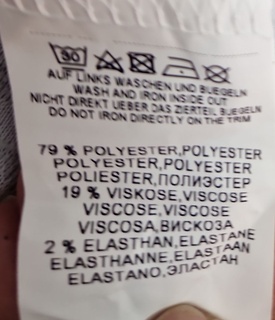 30
AUF LINKS WASCHEN UND BUEGELN
WASH AND IRON INSIDE OUT
NICHT DIREKT UEBER DAS ZIERTEIL BUEGELN
DO NOT IRON DIRECTLY ON THE TRIM
79 % POLYESTER,POLYESTER
POLYESTER,POLYESTER
POLIESTER,ПОЛИЭСТЕР
19 % VISKOSE,VISCOSE
VISCOSE,VISCOSE
VISCOSA,ВИСКОЗА
2 % ELASTHAN,ELASTANE
ELASTHANNE,ELASTAAN
ELASTANO,ЭЛАСТАН